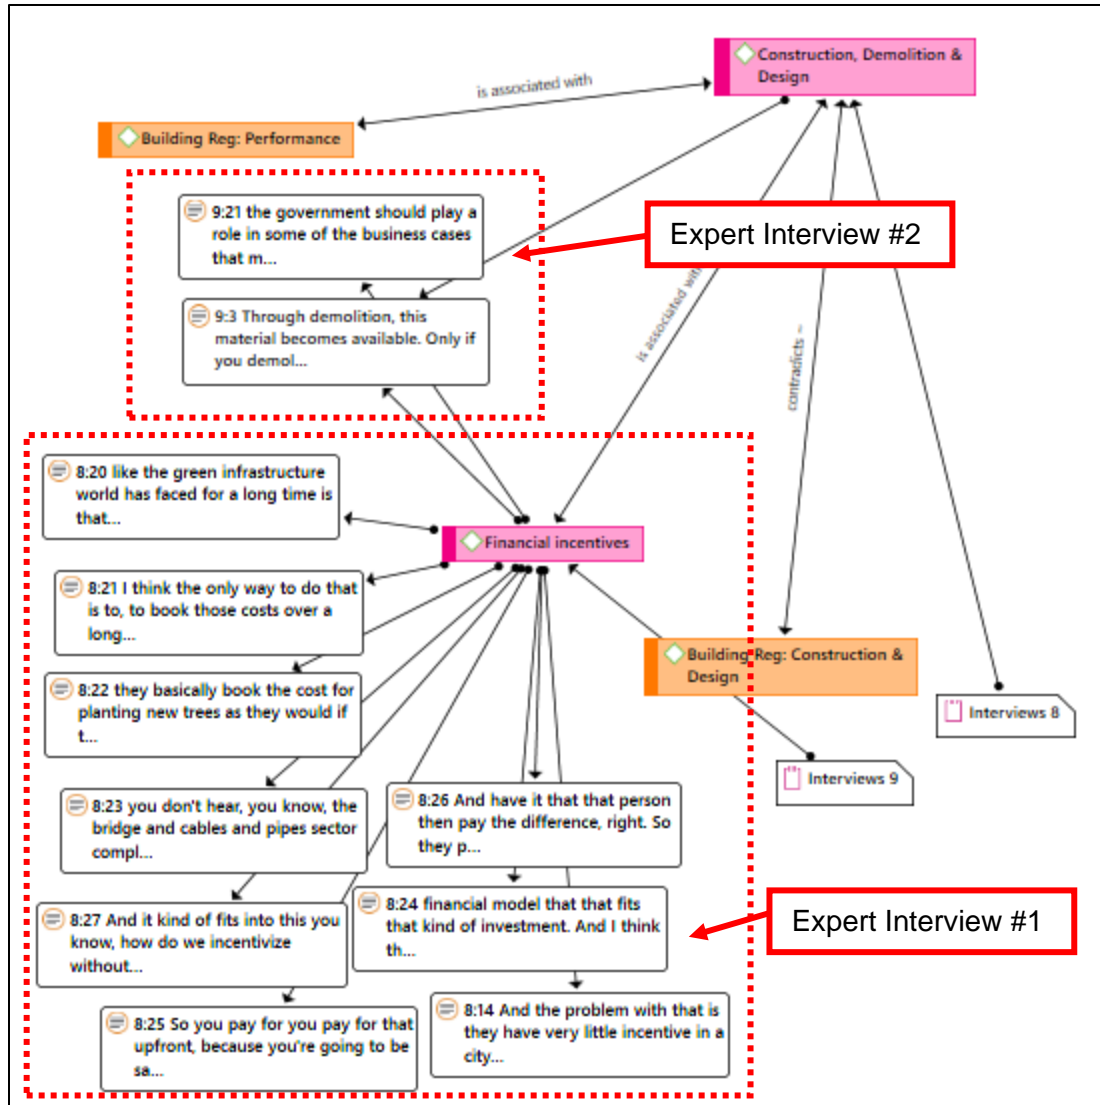 Construction, Demolition &
Design
is associated with
Building Reg: Performance
9:21 the government should play a
role in some of the business cases
that m...
Expert Interview #2
9:3 Through demolition, this
material becomes available. Only if
you demol...
is associated with
contradicts ~
8:20 like the green infrastructure
world has faced for a long time is
that...
Financial incentives
8:21 I think the only way to do that
is to, to book those costs over a
long...
Building Reg: Construction &
Design
8:22 they basically book the cost for
planting new trees as they would if
t...
Interviews 8
Interviews 9
8:23 you don't hear, you know, the
bridge and cables and pipes sector
compl...
8:26 And have it that that person
then pay the difference, right. So
they p...
8:27 And it kind of fits into this you
know, how do we incentivize
without...
8:24 financial model that that fits
that kind of investment. And I think
th...
Expert Interview #1
8:25 So you pay for you pay for that
upfront, because you're going to be
sa...
8:14 And the problem with that is
they have very little incentive in a
city...